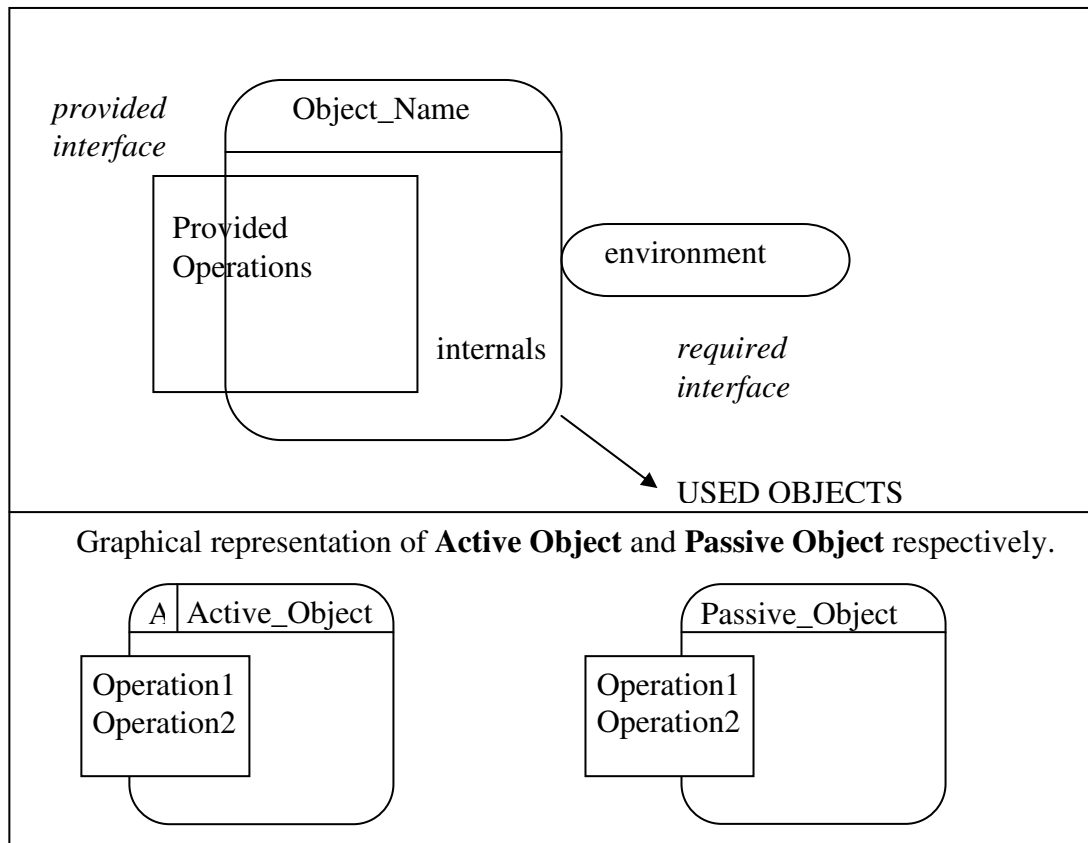 provided
interface
Object_Name
Provided
Operations
environment
internals
required
interface
USED OBJECTS
Graphical representation of Active Object and Passive Object respectively.
A Active_Object
Operation1
Operation2
Passive_Object
Operation1
Operation2